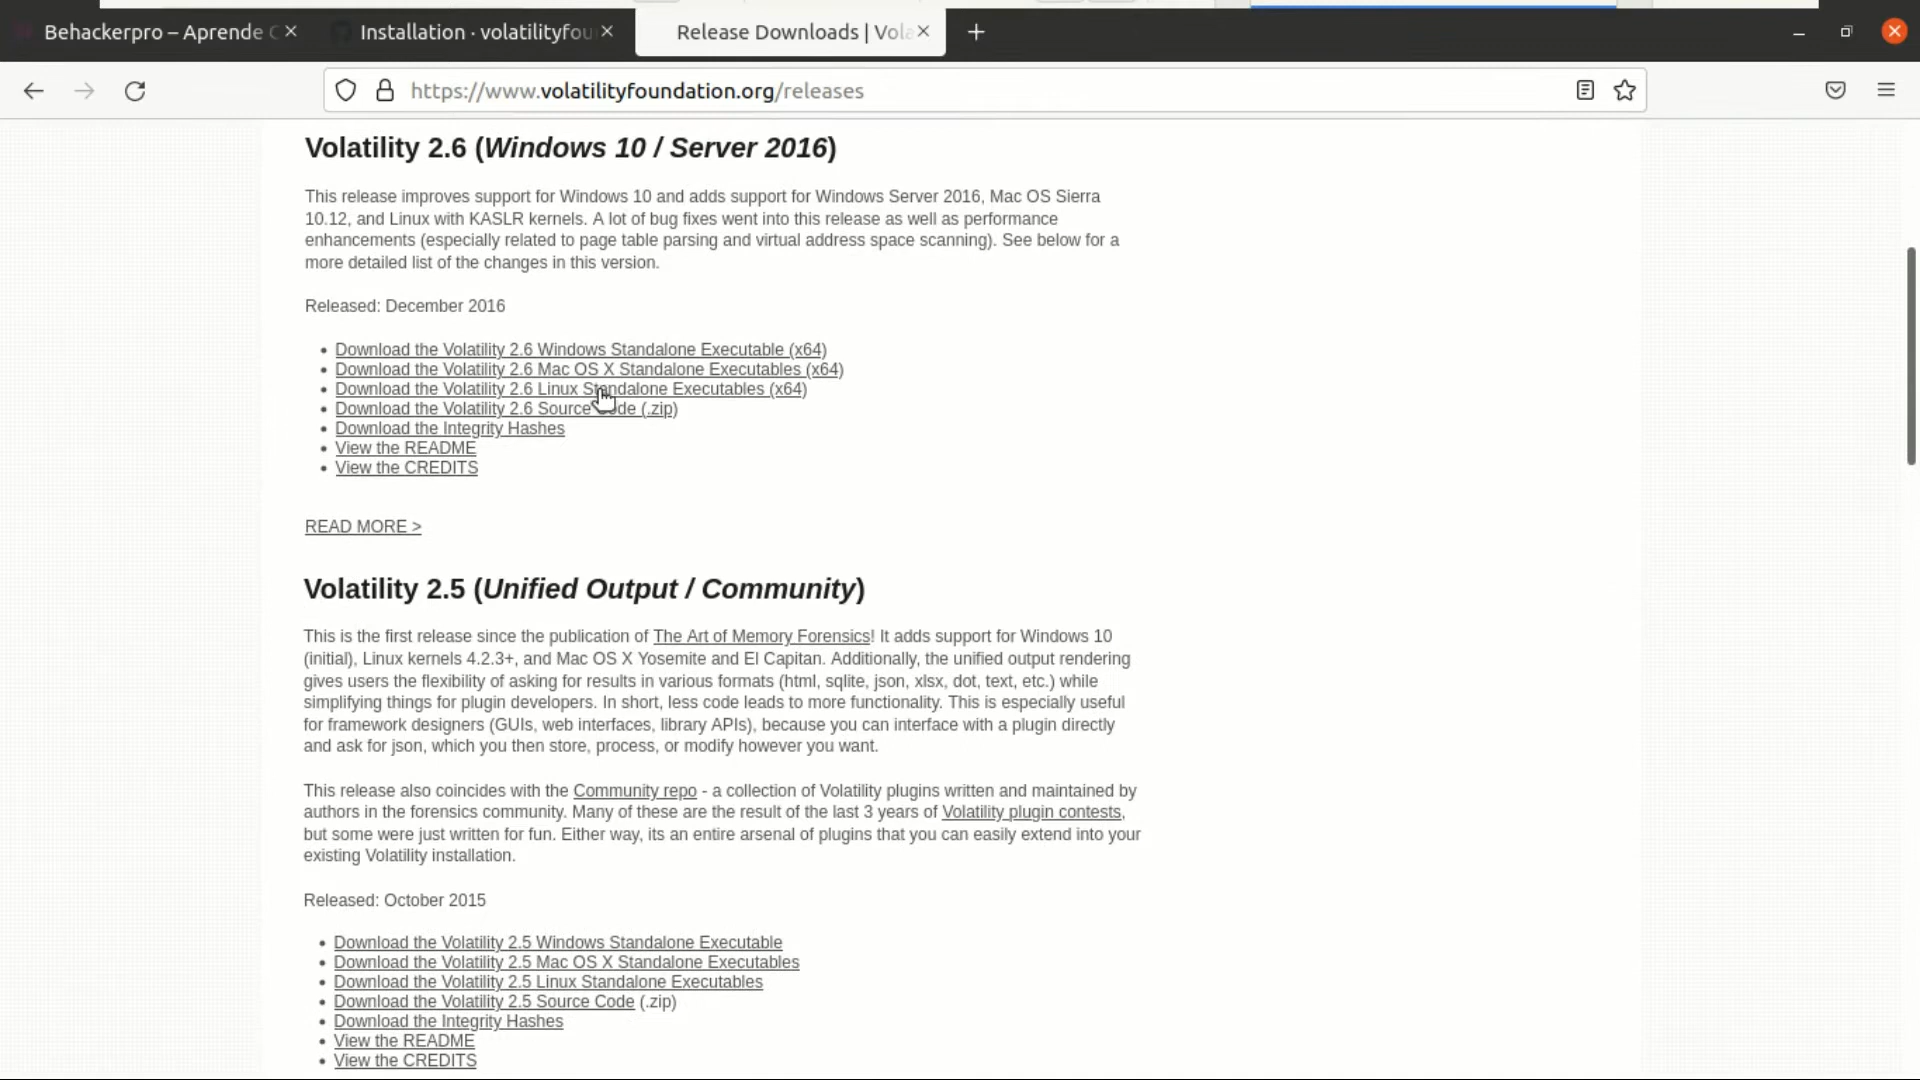 Behackerpro – Aprende
Installation · volatilityfou
Release Downloads | Vola
https://www.volatilityfoundation.org/releases
Volatility 2.6 (Windows 10 / Server 2016)
This release improves support for Windows 10 and adds support for Windows Server 2016, Mac OS Sierra
10.12, and Linux with KASLR kernels. A lot of bug fixes went into this release as well as performance
enhancements (especially related to page table parsing and virtual address space scanning). See below for a
more detailed list of the changes in this version.
Released: December 2016
• Download the Volatility 2.6 Windows Standalone Executable (x64)
• Download the Volatility 2.6 Mac OS X Standalone Executables (x64)
• Download the Volatility 2.6 Linux Standalone Executables (x64)
• Download the Volatility 2.6 Source Code (.zip)
• Download the Integrity Hashes
• View the README
• View the CREDITS
READ MORE >
Volatility 2.5 (Unified Output / Community)
This is the first release since the publication of The Art of Memory Forensics! It adds support for Windows 10
(initial), Linux kernels 4.2.3+, and Mac OS X Yosemite and El Capitan. Additionally, the unified output rendering
gives users the flexibility of asking for results in various formats (html, sqlite, json, xlsx, dot, text, etc.) while
simplifying things for plugin developers. In short, less code leads to more functionality. This is especially useful
for framework designers (GUIs, web interfaces, library APIs), because you can interface with a plugin directly
and ask for json, which you then store, process, or modify however you want.
This release also coincides with the Community repo - a collection of Volatility plugins written and maintained by
authors in the forensics community. Many of these are the result of the last 3 years of Volatility plugin contests,
but some were just written for fun. Either way, its an entire arsenal of plugins that you can easily extend into your
existing Volatility installation.
Released: October 2015
• Download the Volatility 2.5 Windows Standalone Executable
• Download the Volatility 2.5 Mac OS X Standalone Executables
• Download the Volatility 2.5 Linux Standalone Executables
• Download the Volatility 2.5 Source Code (.zip)
• Download the Integrity Hashes
• View the README
• View the CREDITS